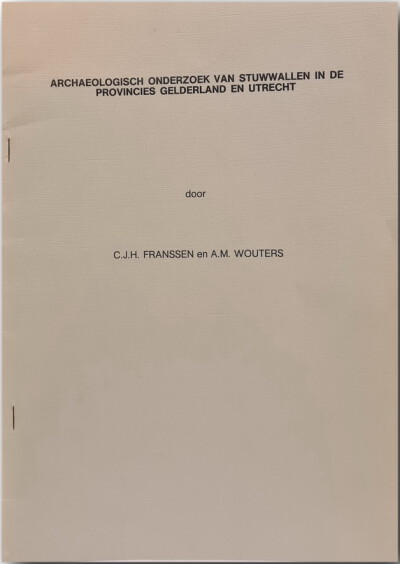 ARCHAEOLOGISCH ONDERZOEK VAN STUWWALLEN IN DE
PROVINCIES GELDERLAND EN UTRECHT
door
C.J.H. FRANSSEN en A.M. WOUTERS